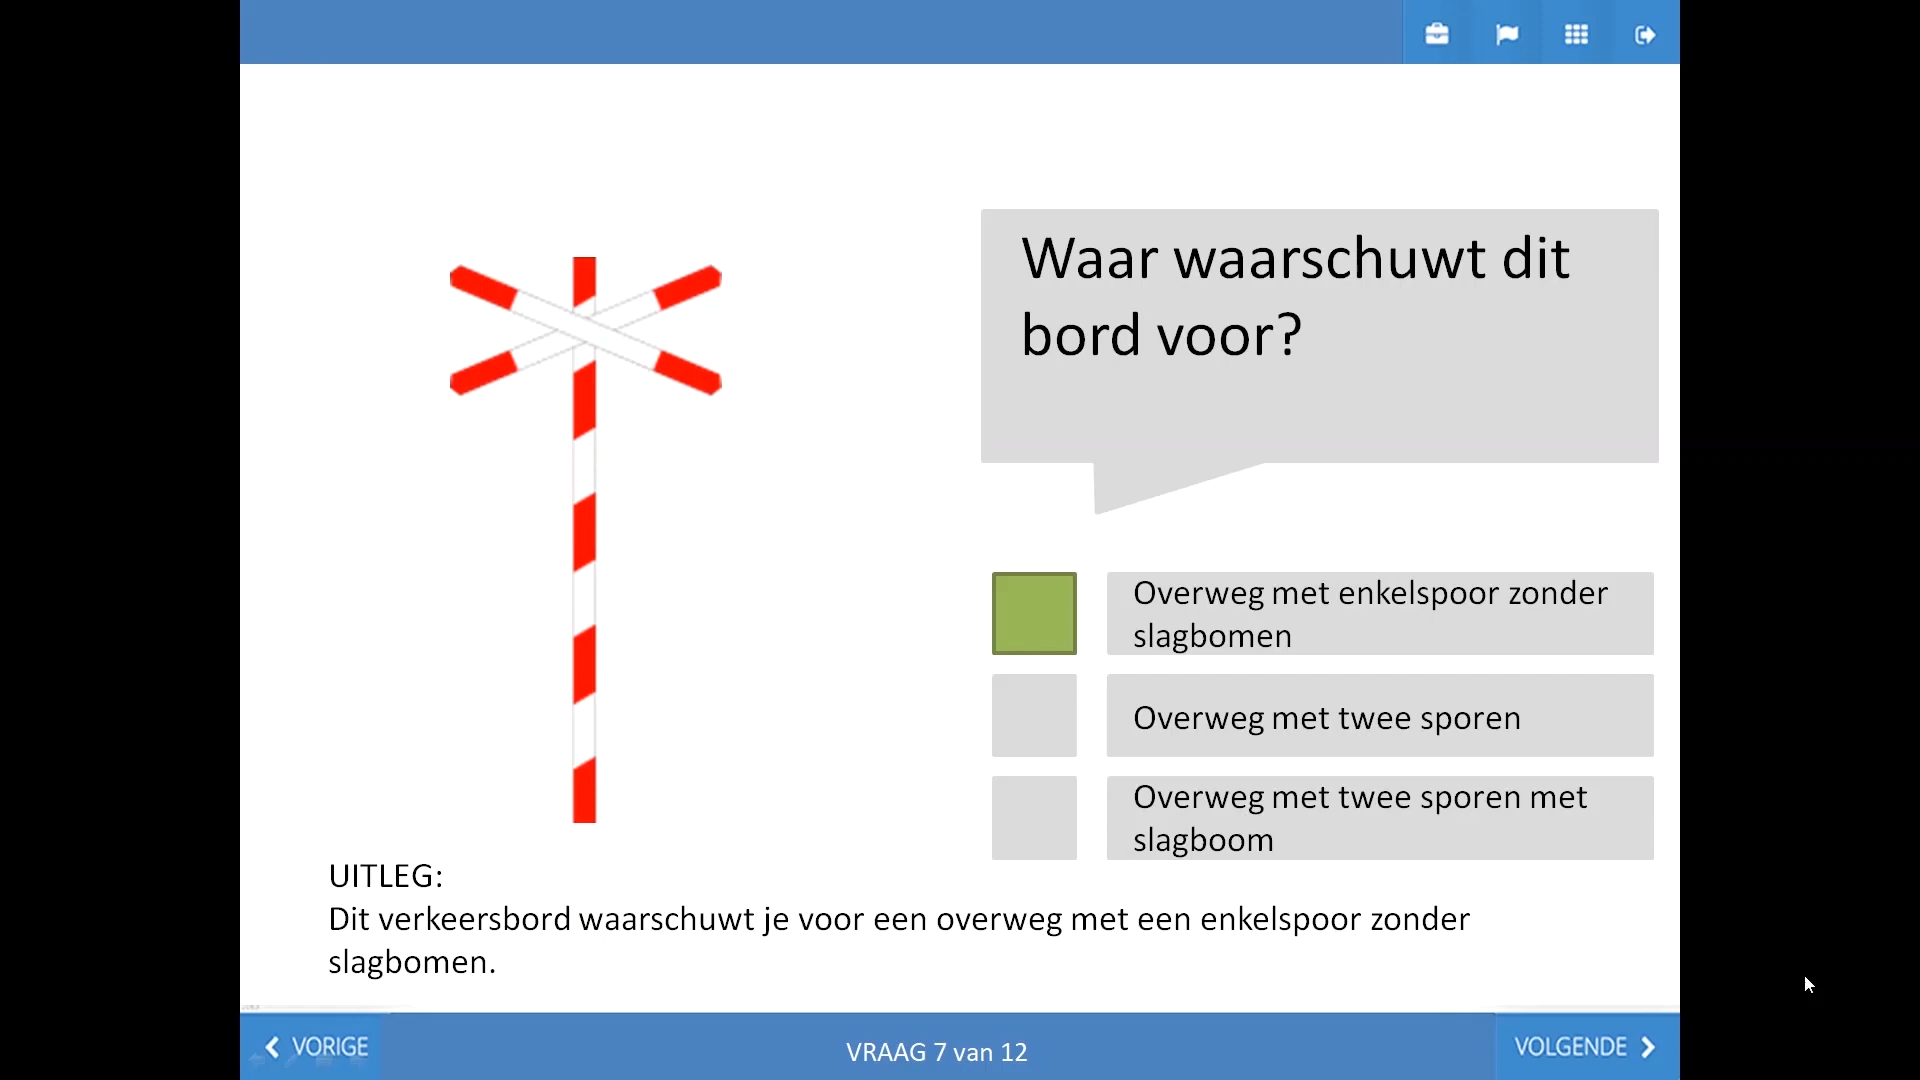 Waar waarschuwt dit
bord voor?
Overweg met enkelspoor zonder
slagbomen
Overweg met twee sporen
Overweg met twee sporen met
slagboom
UITLEG:
Dit verkeersbord waarschuwt je voor een overweg met een enkelspoor zonder
slagbomen.
VORIGE
VRAAG 7 van 12
VOLGENDE